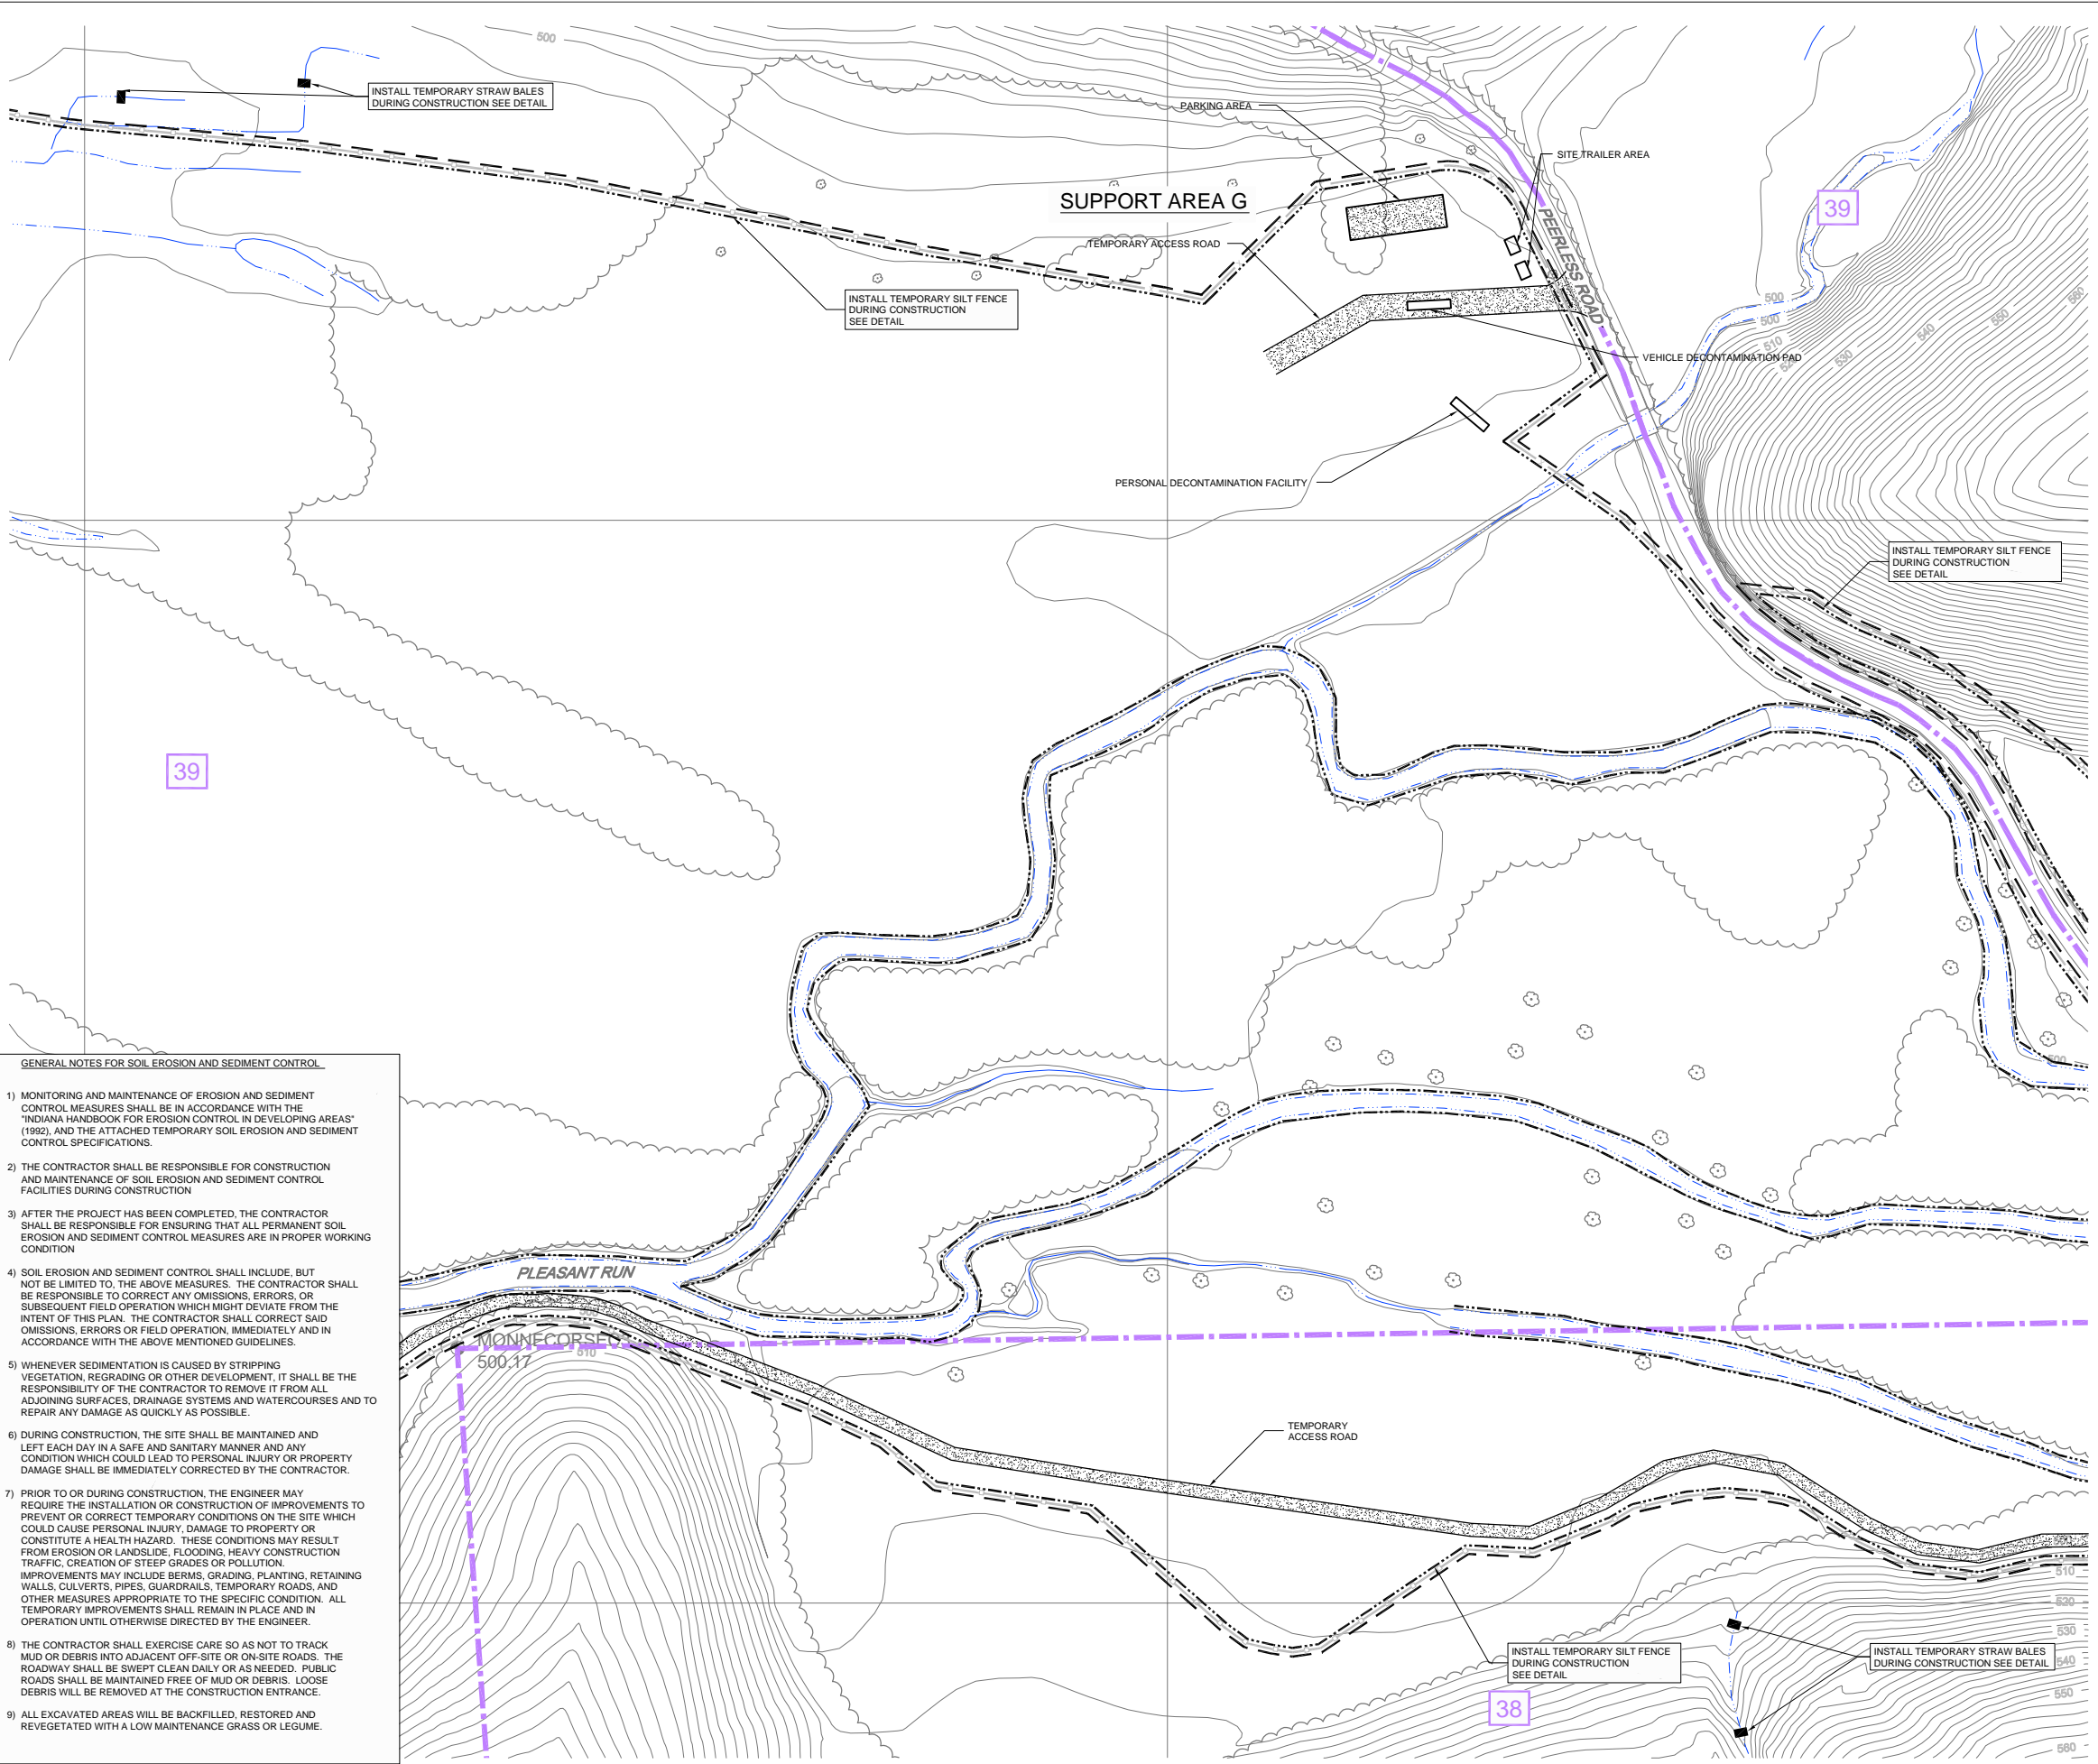 500
INSTALL TEMPORARY STRAW BALES
DURING CONSTRUCTION SEE DETAIL
PARKING AREA
SITE TRAILER AREA
SUPPORT AREA G
39
PEERLESS ROAD
TEMPORARY ACCESS ROAD
INSTALL TEMPORARY SILT FENCE
DURING CONSTRUCTION
SEE DETAIL
500
500
510
530
540
550
560
VEHICLE DECONTAMINATION PAD
PERSONAL DECONTAMINATION FACILITY
INSTALL TEMPORARY SILT FENCE
DURING CONSTRUCTION
SEE DETAIL
39
500
GENERAL NOTES FOR SOIL EROSION AND SEDIMENT CONTROL
1) MONITORING AND MAINTENANCE OF EROSION AND SEDIMENT
CONTROL MEASURES SHALL BE IN ACCORDANCE WITH THE
"INDIANA HANDBOOK FOR EROSION CONTROL IN DEVELOPING AREAS"
(1992), AND THE ATTACHED TEMPORARY SOIL EROSION AND SEDIMENT
CONTROL SPECIFICATIONS.
2) THE CONTRACTOR SHALL BE RESPONSIBLE FOR CONSTRUCTION
AND MAINTENANCE OF SOIL EROSION AND SEDIMENT CONTROL
FACILITIES DURING CONSTRUCTION
3) AFTER THE PROJECT HAS BEEN COMPLETED, THE CONTRACTOR
SHALL BE RESPONSIBLE FOR ENSURING THAT ALL PERMANENT SOIL
EROSION AND SEDIMENT CONTROL MEASURES ARE IN PROPER WORKING
CONDITION
4) SOIL EROSION AND SEDIMENT CONTROL SHALL INCLUDE, BUT
NOT BE LIMITED TO, THE ABOVE MEASURES. THE CONTRACTOR SHALL
BE RESPONSIBLE TO CORRECT ANY OMISSIONS, ERRORS, OR
SUBSEQUENT FIELD OPERATION WHICH MIGHT DEVIATE FROM THE
INTENT OF THIS PLAN. THE CONTRACTOR SHALL CORRECT SAID
OMISSIONS, ERRORS OR FIELD OPERATION, IMMEDIATELY AND IN
ACCORDANCE WITH THE ABOVE MENTIONED GUIDELINES.
5) WHENEVER SEDIMENTATION IS CAUSED BY STRIPPING
VEGETATION, REGRADING OR OTHER DEVELOPMENT, IT SHALL BE THE
RESPONSIBILITY OF THE CONTRACTOR TO REMOVE IT FROM ALL
ADJOINING SURFACES, DRAINAGE SYSTEMS AND WATERCOURSES AND TO
REPAIR ANY DAMAGE AS QUICKLY AS POSSIBLE.
6) DURING CONSTRUCTION, THE SITE SHALL BE MAINTAINED AND
LEFT EACH DAY IN A SAFE AND SANITARY MANNER AND ANY
CONDITION WHICH COULD LEAD TO PERSONAL INJURY OR PROPERTY
DAMAGE SHALL BE IMMEDIATELY CORRECTED BY THE CONTRACTOR.
7) PRIOR TO OR DURING CONSTRUCTION, THE ENGINEER MAY
REQUIRE THE INSTALLATION OR CONSTRUCTION OF IMPROVEMENTS TO
PREVENT OR CORRECT TEMPORARY CONDITIONS ON THE SITE WHICH
COULD CAUSE PERSONAL INJURY, DAMAGE TO PROPERTY OR
CONSTITUTE A HEALTH HAZARD. THESE CONDITIONS MAY RESULT
FROM EROSION OR LANDSLIDE, FLOODING, HEAVY CONSTRUCTION
TRAFFIC, CREATION OF STEEP GRADES OR POLLUTION.
IMPROVEMENTS MAY INCLUDE BERMS, GRADING, PLANTING, RETAINING
WALLS, CULVERTS, PIPES, GUARDRAILS, TEMPORARY ROADS, AND
OTHER MEASURES APPROPRIATE TO THE SPECIFIC CONDITION. ALL
TEMPORARY IMPROVEMENTS SHALL REMAIN IN PLACE AND IN
OPERATION UNTIL OTHERWISE DIRECTED BY THE ENGINEER.
8) THE CONTRACTOR SHALL EXERCISE CARE SO AS NOT TO TRACK
MUD OR DEBRIS INTO ADJACENT OFF-SITE OR ON-SITE ROADS. THE
ROADWAY SHALL BE SWEPT CLEAN DAILY OR AS NEEDED. PUBLIC
ROADS SHALL BE MAINTAINED FREE OF MUD OR DEBRIS. LOOSE
DEBRIS WILL BE REMOVED AT THE CONSTRUCTION ENTRANCE.
9) ALL EXCAVATED AREAS WILL BE BACKFILLED, RESTORED AND
REVEGETATED WITH A LOW MAINTENANCE GRASS OR LEGUME.
PLEASANT RUN
500.17
510
TEMPORARY
ACCESS ROAD
INSTALL TEMPORARY SILT FENCE
DURING CONSTRUCTION
SEE DETAIL
38
INSTALL TEMPORARY STRAW BALES
DURING CONSTRUCTION SEE DETAIL
510
520
530
540
550
560